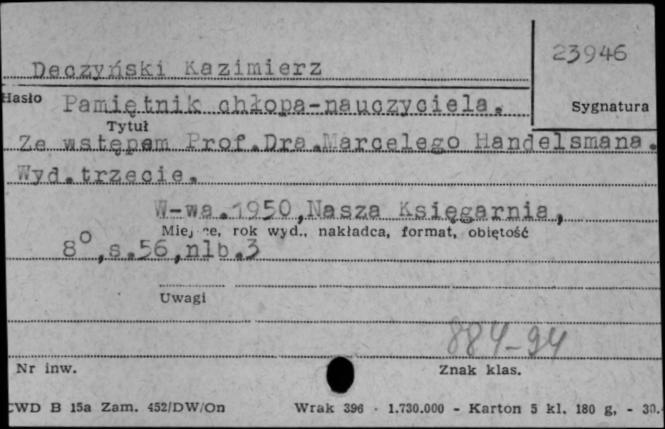 23946
Deczyński Kazimierz
Hasło Pamiętnik chłopa-nauczyciela.
Sygnatura
Tytuł
Ze wstępem Prof.Dra.Marcelego Handelsmana.
Wyd.trzecie.
W-wa.1950,Nasza Księgarnia,
Miejsce, rok wyd., nakładca, format, objętość
8°,s.56,nlb.3
Uwagi
884-94
Nr inw.
Znak klas.
CWD B 15a Zam. 452/DW/On Wrak 396 - 1.730.000 - Karton 5 kl. 180 g, - 30.